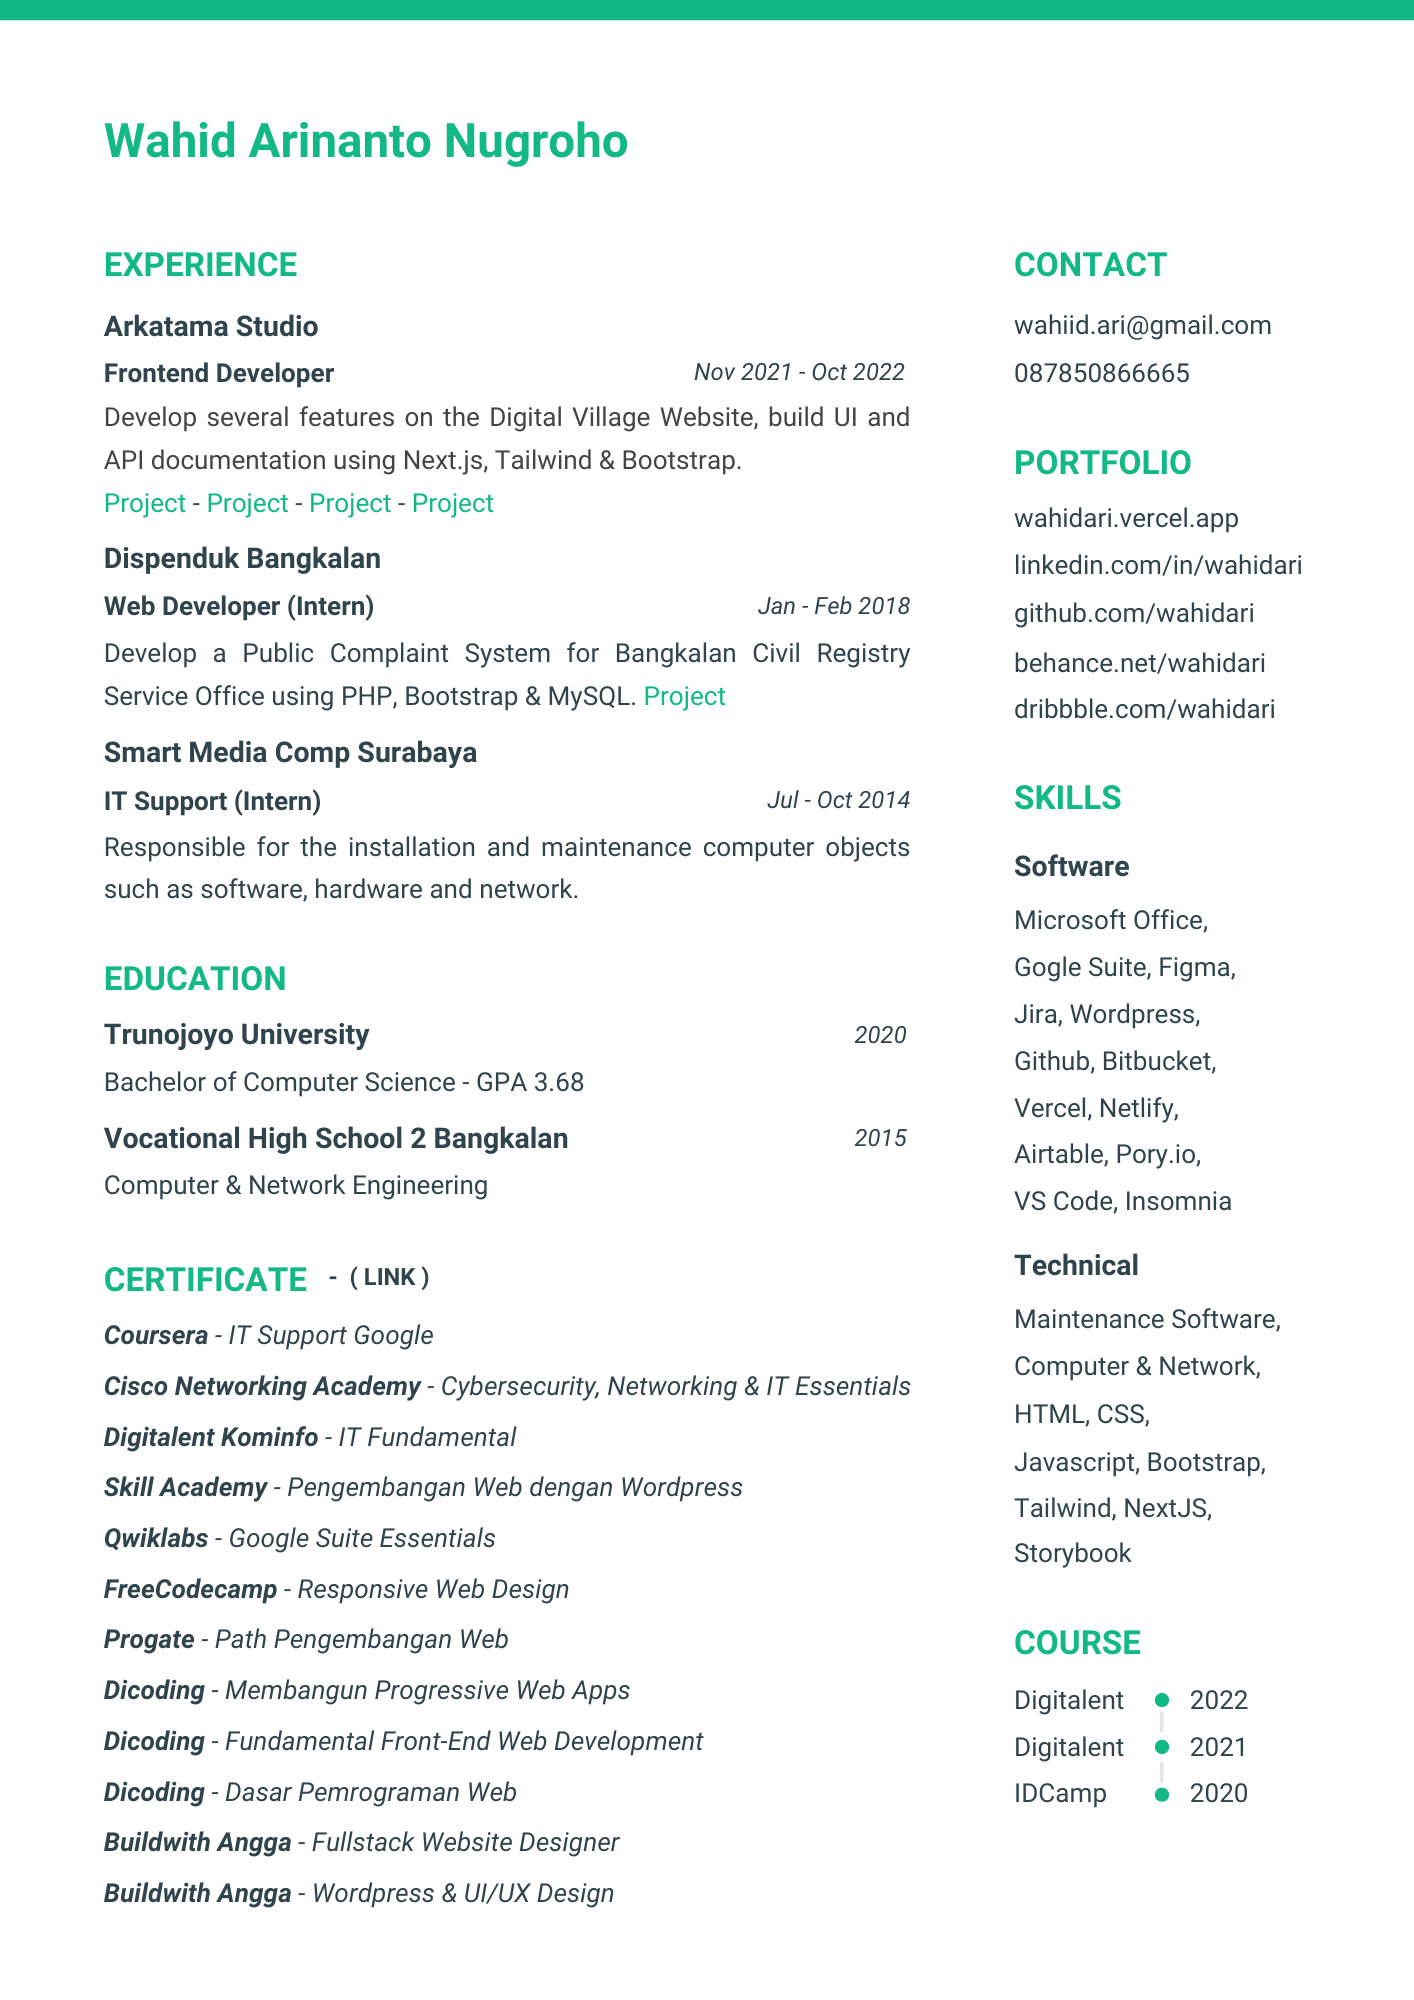 Wahid Arinanto Nugroho
EXPERIENCE
Arkatama Studio
Frontend Developer Nov 2021 - Oct 2022
Develop several features on the Digital Village Website, build UI and
API documentation using Next.js, Tailwind & Bootstrap.
Project - Project - Project - Project
Dispenduk Bangkalan
Web Developer (Intern) Jan - Feb 2018
Develop a Public Complaint System for Bangkalan Civil Registry
Service Office using PHP, Bootstrap & MySQL. Project
Smart Media Comp Surabaya
IT Support (Intern) Jul - Oct 2014
Responsible for the installation and maintenance computer objects
such as software, hardware and network.
EDUCATION
Trunojoyo University 2020
Bachelor of Computer Science - GPA 3.68
Vocational High School 2 Bangkalan 2015
Computer & Network Engineering
CERTIFICATE - ( LINK )
Coursera - IT Support Google
Cisco Networking Academy - Cybersecurity, Networking & IT Essentials
Digitalent Kominfo - IT Fundamental
Skill Academy - Pengembangan Web dengan Wordpress
Qwiklabs - Google Suite Essentials
FreeCodecamp - Responsive Web Design
Progate - Path Pengembangan Web
Dicoding - Membangun Progressive Web Apps
Dicoding - Fundamental Front-End Web Development
Dicoding - Dasar Pemrograman Web
Buildwith Angga - Fullstack Website Designer
Buildwith Angga - Wordpress & UI/UX Design
CONTACT
wahiid.ari@gmail.com
087850866665
PORTFOLIO
wahidari.vercel.app
linkedin.com/in/wahidari
github.com/wahidari
behance.net/wahidari
dribbble.com/wahidari
SKILLS
Software
Microsoft Office,
Gogle Suite, Figma,
Jira, Wordpress,
Github, Bitbucket,
Vercel, Netlify,
Airtable, Pory.io,
VS Code, Insomnia
Technical
Maintenance Software,
Computer & Network,
HTML, CSS,
Javascript, Bootstrap,
Tailwind, NextJS,
Storybook
COURSE
Digitalent 2022
Digitalent 2021
IDCamp 2020